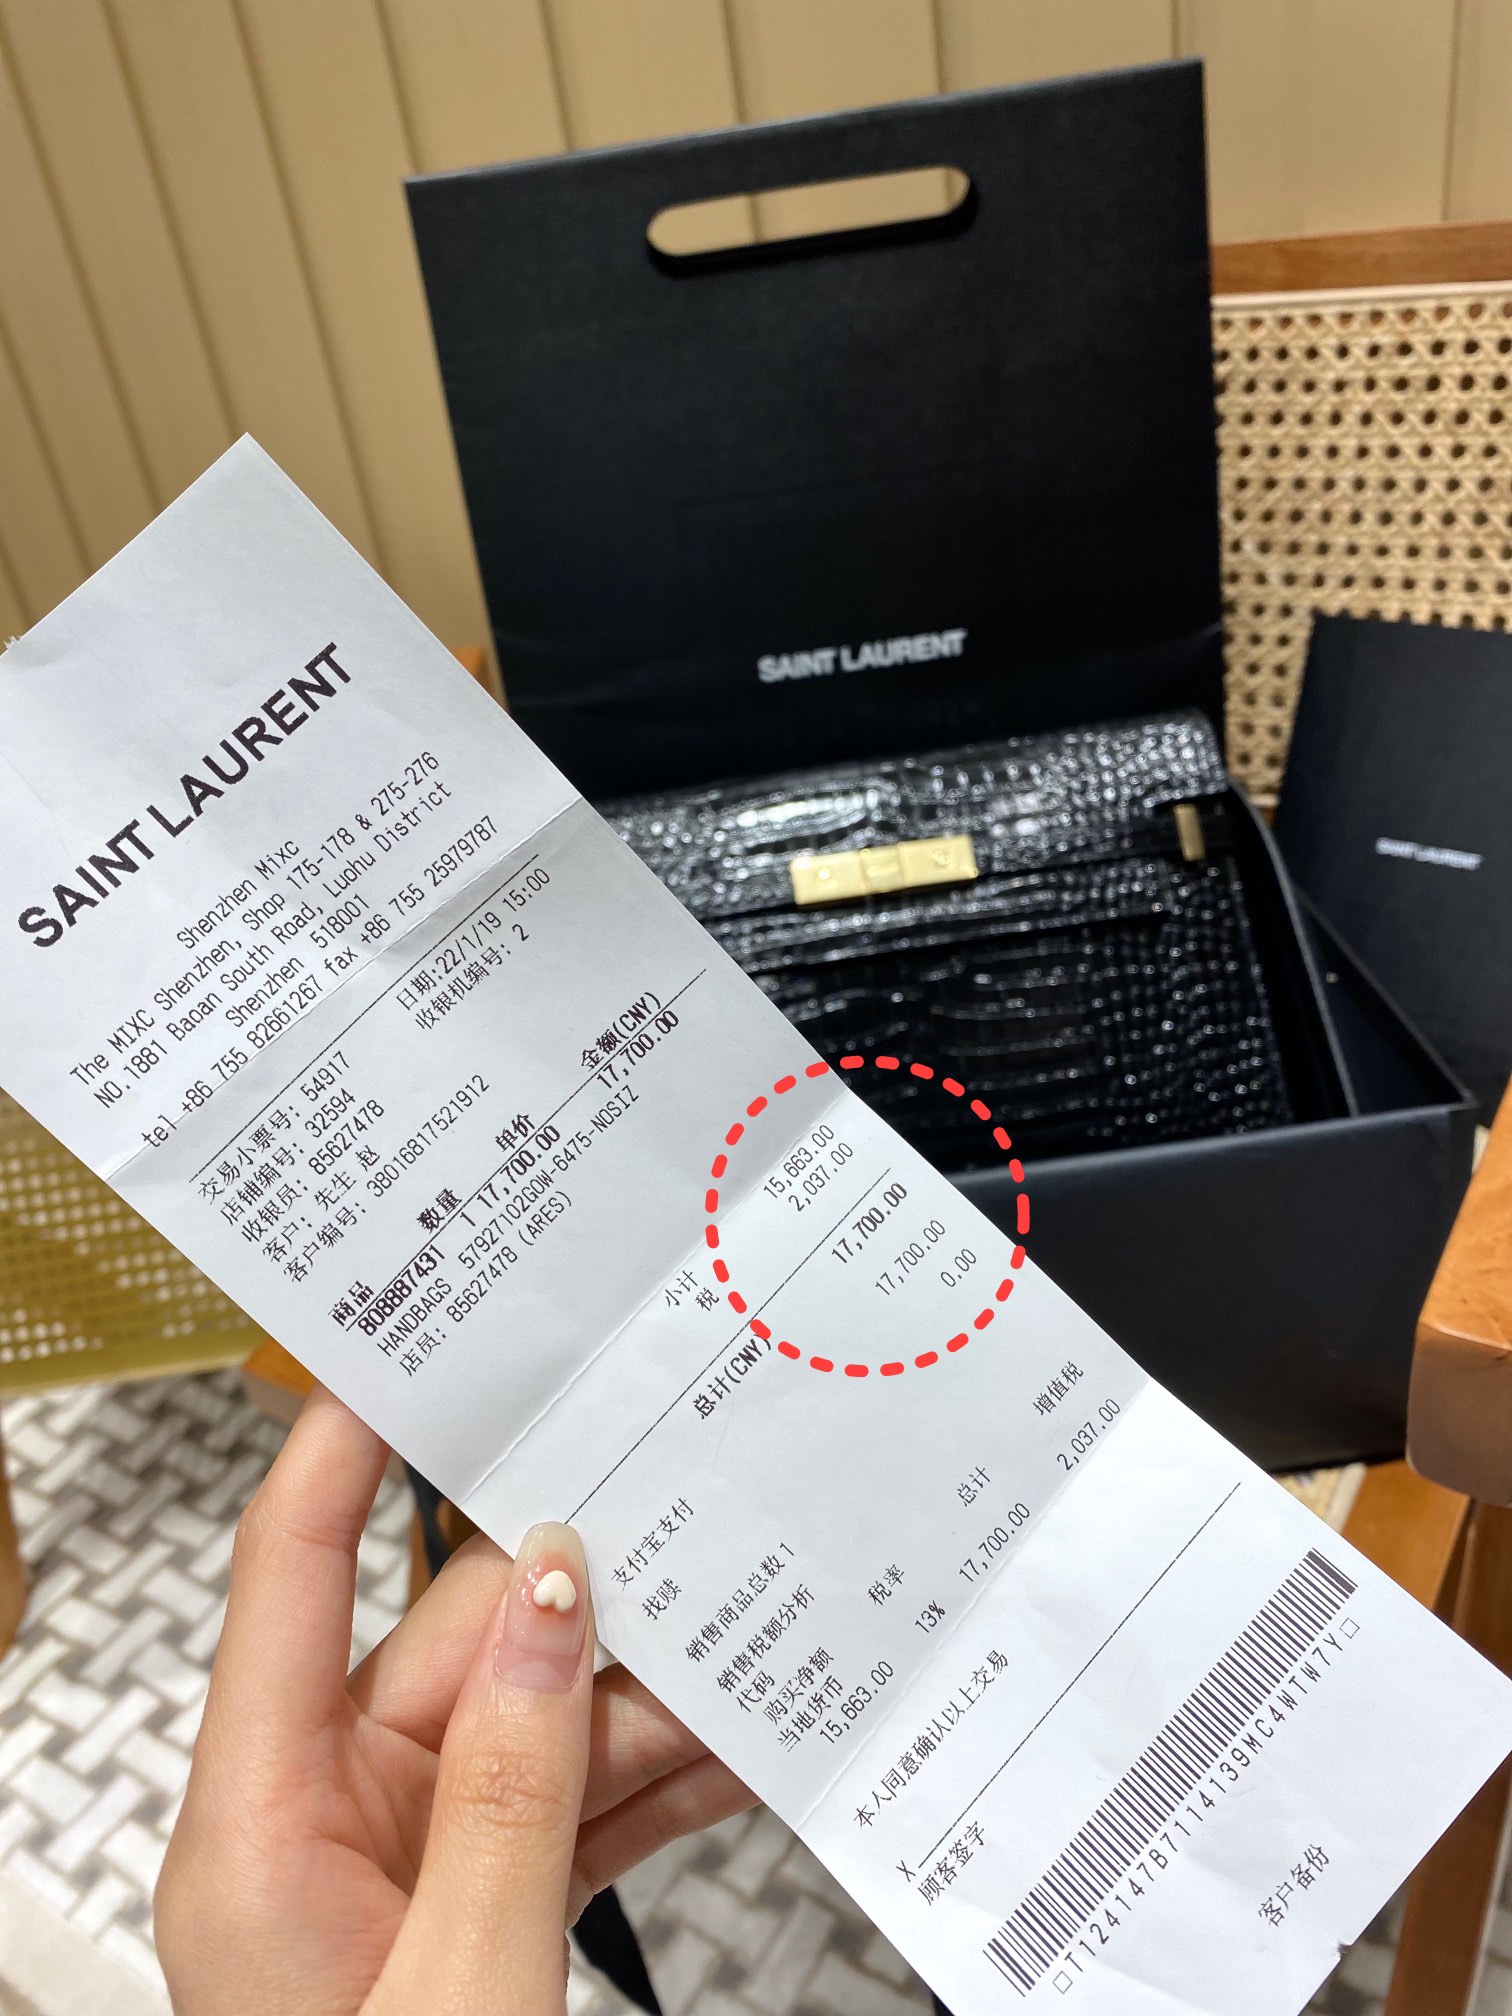 SAINT LAURENT
SAINT LAURENT
SAINT LAURENT
Shenzhen Mixc
The MIXC Shenzhen, Shop 175-178 & 275-276
NO.1881 Baoan South Road, Luohu District
Shenzhen 518001
tel +86 755 82661267 fax +86 755 25979787
日期:22/1/19 15:00
收银机编号: 2
交易小票号: 54917
店铺编号: 32594
收银员: 85627478
客户: 先生 赵
客户编号: 38016817521912
商品 数量 单价 金额(CNY)
808887431 1 17,700.00 17,700.00
HANDBAGS 57927102GOW-6475-NOSIZ
店员: 85627478 (ARES)
小计 15,663.00
税 2,037.00
总计(CNY) 17,700.00
支付宝支付 17,700.00
找赎 0.00
销售商品总数 1
销售税额分析
代码 税率 总计 增值税
购买净额 13% 17,700.00 2,037.00
当地货币
15,663.00
本人同意确认以上交易
X
顾客签字
□T124147B7114139MC4WTW7Y□
客户备份